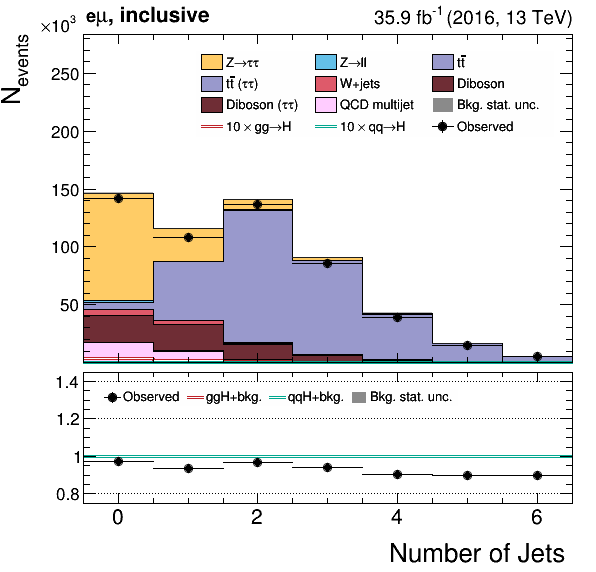 eμ, inclusive 35.9 fb⁻¹ (2016, 13 TeV)
×10³
N events
Z→ττ Z→ll tt̄
tt̄ (ττ) W+jets Diboson
Diboson (ττ) QCD multijet Bkg. stat. unc.
10 × gg→H 10 × qq→H Observed
250
200
150
100
50
1.4
Observed ggH+bkg. qqH+bkg. Bkg. stat. unc.
1.2
1
0.8
0 2 4 6
Number of Jets